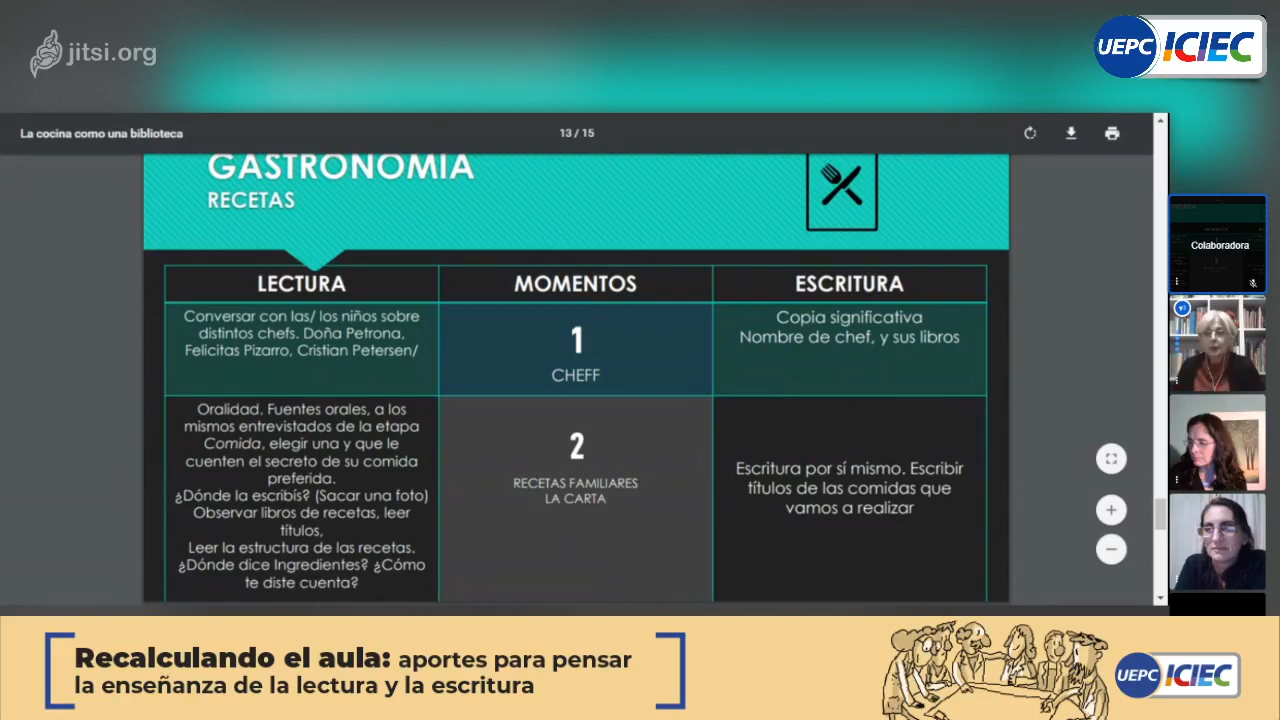 jitsi.org
UEPC ICIEC
La cocina como una biblioteca
13 / 15
GASTRONOMIA
RECETAS
LECTURA
MOMENTOS
ESCRITURA
Conversar con las/ los niños sobre
distintos chefs. Doña Petrona,
Felicitas Pizarro, Cristian Petersen/
1
CHEFF
Copia significativa
Nombre de chef, y sus libros
Oralidad. Fuentes orales, a los
mismos entrevistados de la etapa
Comida, elegir una y que le
cuenten el secreto de su comida
preferida.
¿Dónde la escribís? (Sacar una foto)
Observar libros de recetas, leer
títulos,
Leer la estructura de las recetas.
¿Dónde dice Ingredientes? ¿Cómo
te diste cuenta?
2
RECETAS FAMILIARES
LA CARTA
Escritura por sí mismo. Escribir
títulos de las comidas que
vamos a realizar
Colaboradora
Recalculando el aula: aportes para pensar
la enseñanza de la lectura y la escritura
UEPC ICIEC